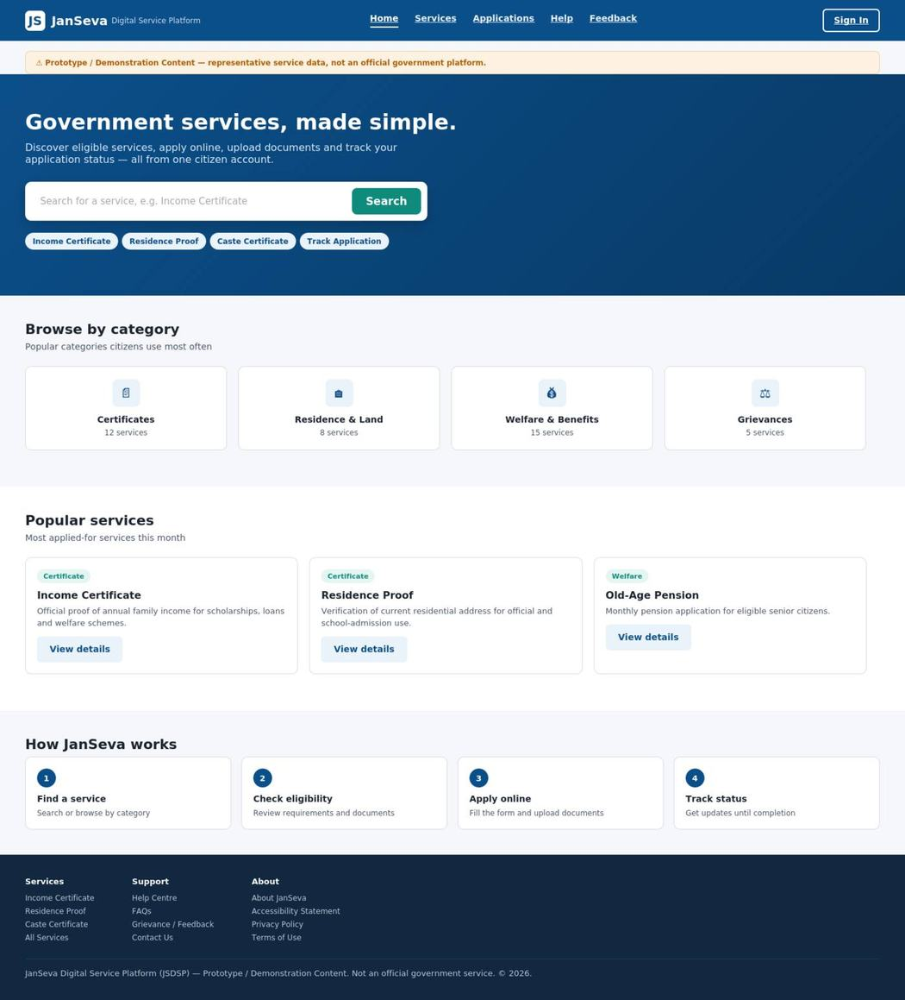 JS JanSeva Digital Service Platform
Home Services Applications Help Feedback
Sign In
⚠ Prototype / Demonstration Content — representative service data, not an official government platform.
Government services, made simple.
Discover eligible services, apply online, upload documents and track your
application status — all from one citizen account.
Search for a service, e.g. Income Certificate
Search
Income Certificate Residence Proof Caste Certificate Track Application
Browse by category
Popular categories citizens use most often
Certificates
12 services
Residence & Land
8 services
Welfare & Benefits
15 services
Grievances
5 services
Popular services
Most applied-for services this month
Certificate
Income Certificate
Official proof of annual family income for scholarships, loans
and welfare schemes.
View details
Certificate
Residence Proof
Verification of current residential address for official and
school-admission use.
View details
Welfare
Old-Age Pension
Monthly pension application for eligible senior citizens.
View details
How JanSeva works
1
Find a service
Search or browse by category
2
Check eligibility
Review requirements and documents
3
Apply online
Fill the form and upload documents
4
Track status
Get updates until completion
Services
Income Certificate
Residence Proof
Caste Certificate
All Services
Support
Help Centre
FAQs
Grievance / Feedback
Contact Us
About
About JanSeva
Accessibility Statement
Privacy Policy
Terms of Use
JanSeva Digital Service Platform (JSDSP) — Prototype / Demonstration Content. Not an official government service. © 2026.